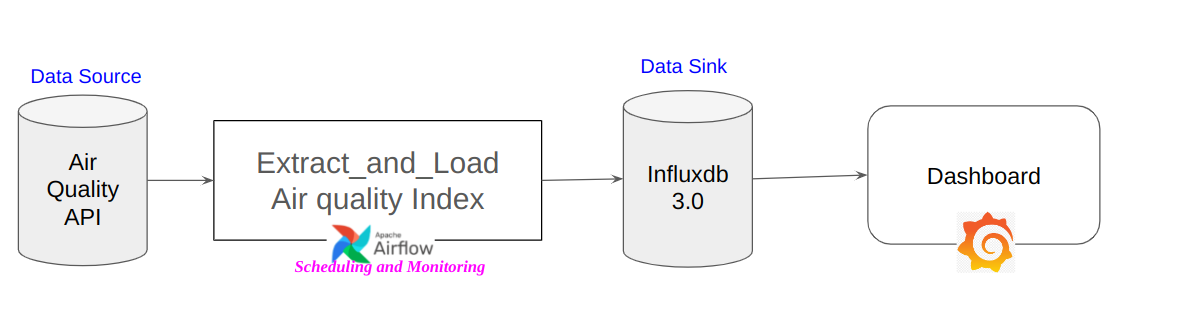 Data Source
Air
Quality
API
Extract_and_Load
Air quality Index
Apache
Airflow
Scheduling and Monitoring
Data Sink
Influxdb
3.0
Dashboard